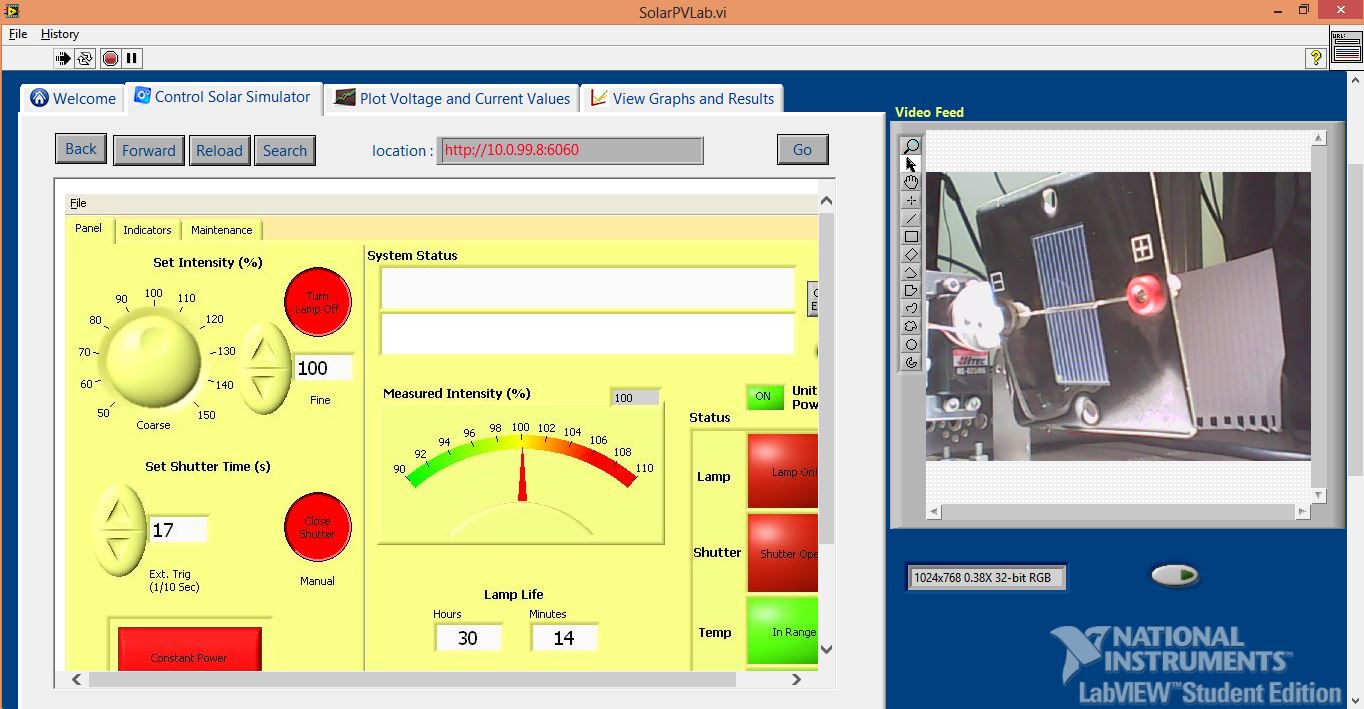 SolarPVLab.vi
File History
Welcome
Control Solar Simulator
Plot Voltage and Current Values
View Graphs and Results
Back
Forward
Reload
Search
location :
http://10.0.99.8:6060
Go
File
Panel
Indicators
Maintenance
Set Intensity (%)
50
60
70
80
90
100
110
120
130
140
150
Coarse
Turn
Lamp Off
100
Fine
Set Shutter Time (s)
17
Ext. Trig
(1/10 Sec)
Close
Shutter
Manual
Constant Power
System Status
Measured Intensity (%)
100
90
92
94
96
98
100
102
104
106
108
110
Lamp Life
Hours
Minutes
30
14
ON
Unit
Status
Lamp
Lamp On!
Shutter
Shutter Ope
Temp
In Range
Video Feed
HITEC
1024x768 0.38X 32-bit RGB
NATIONAL
INSTRUMENTS™
LabVIEW™ Student Edition